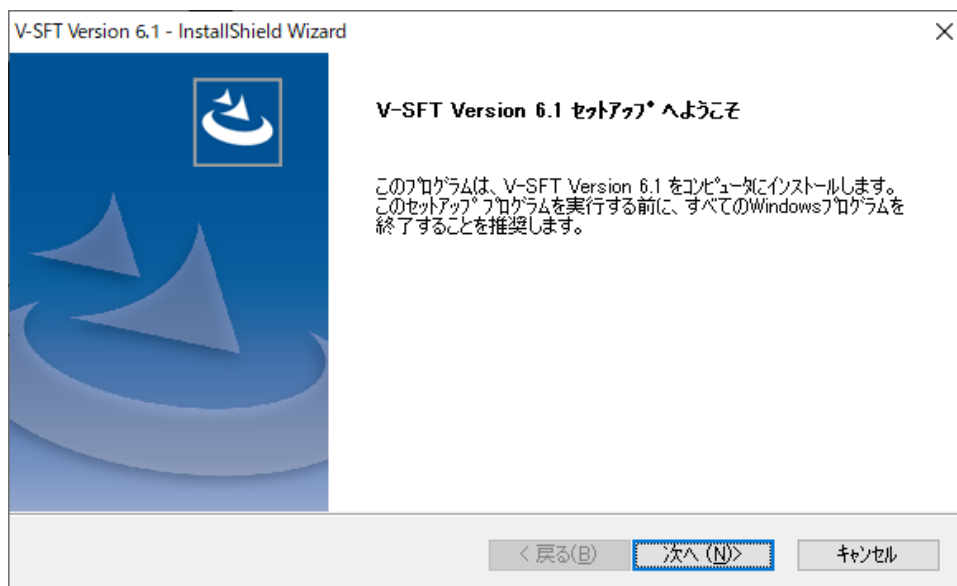 V-SFT Version 6.1 - InstallShield Wizard
V-SFT Version 6.1 ｾｯﾄｱｯﾌﾟ へようこそ
このﾌﾟﾛｸﾞﾗﾑは、V-SFT Version 6.1 をｺﾝﾋﾟｭｰﾀにインストールします。
このｾｯﾄｱｯﾌﾟ ﾌﾟﾛｸﾞﾗﾑを実行する前に、すべてのWindowsﾌﾟﾛｸﾞﾗﾑを
終了することを推奨します。
< 戻る(B)
次へ (N)>
ｷｬﾝｾﾙ